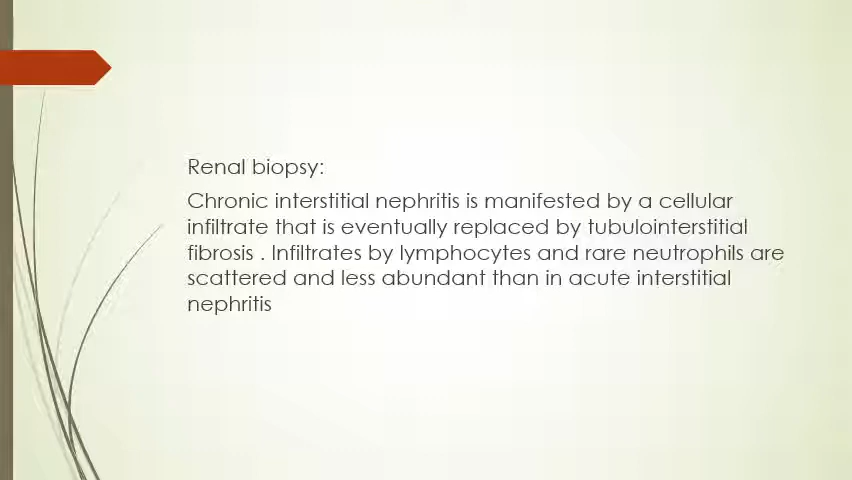 Renal biopsy:
Chronic interstitial nephritis is manifested by a cellular
infiltrate that is eventually replaced by tubulointerstitial
fibrosis . Infiltrates by lymphocytes and rare neutrophils are
scattered and less abundant than in acute interstitial
nephritis